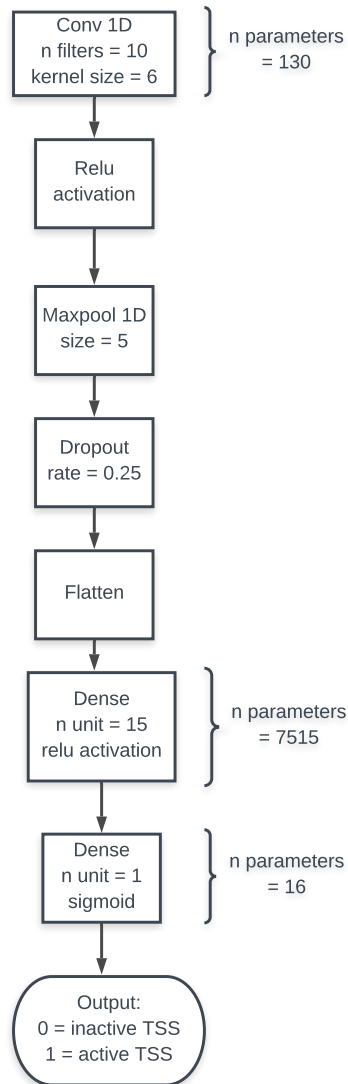 Conv 1D
n filters = 10
kernel size = 6
n parameters
= 130
Relu
activation
Maxpool 1D
size = 5
Dropout
rate = 0.25
Flatten
Dense
n unit = 15
relu activation
n parameters
= 7515
Dense
n unit = 1
sigmoid
n parameters
= 16
Output:
0 = inactive TSS
1 = active TSS